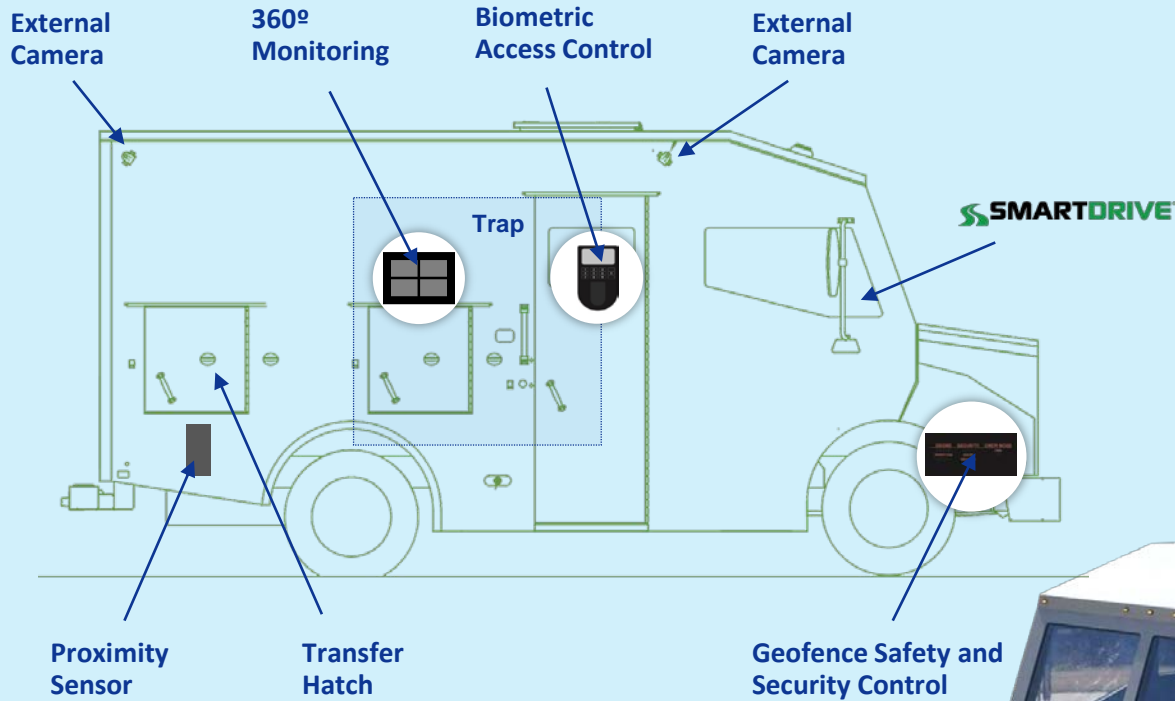 External
Camera
360º
Monitoring
Biometric
Access Control
External
Camera
SMARTDRIVE
Trap
Proximity
Sensor
Transfer
Hatch
Geofence Safety and
Security Control